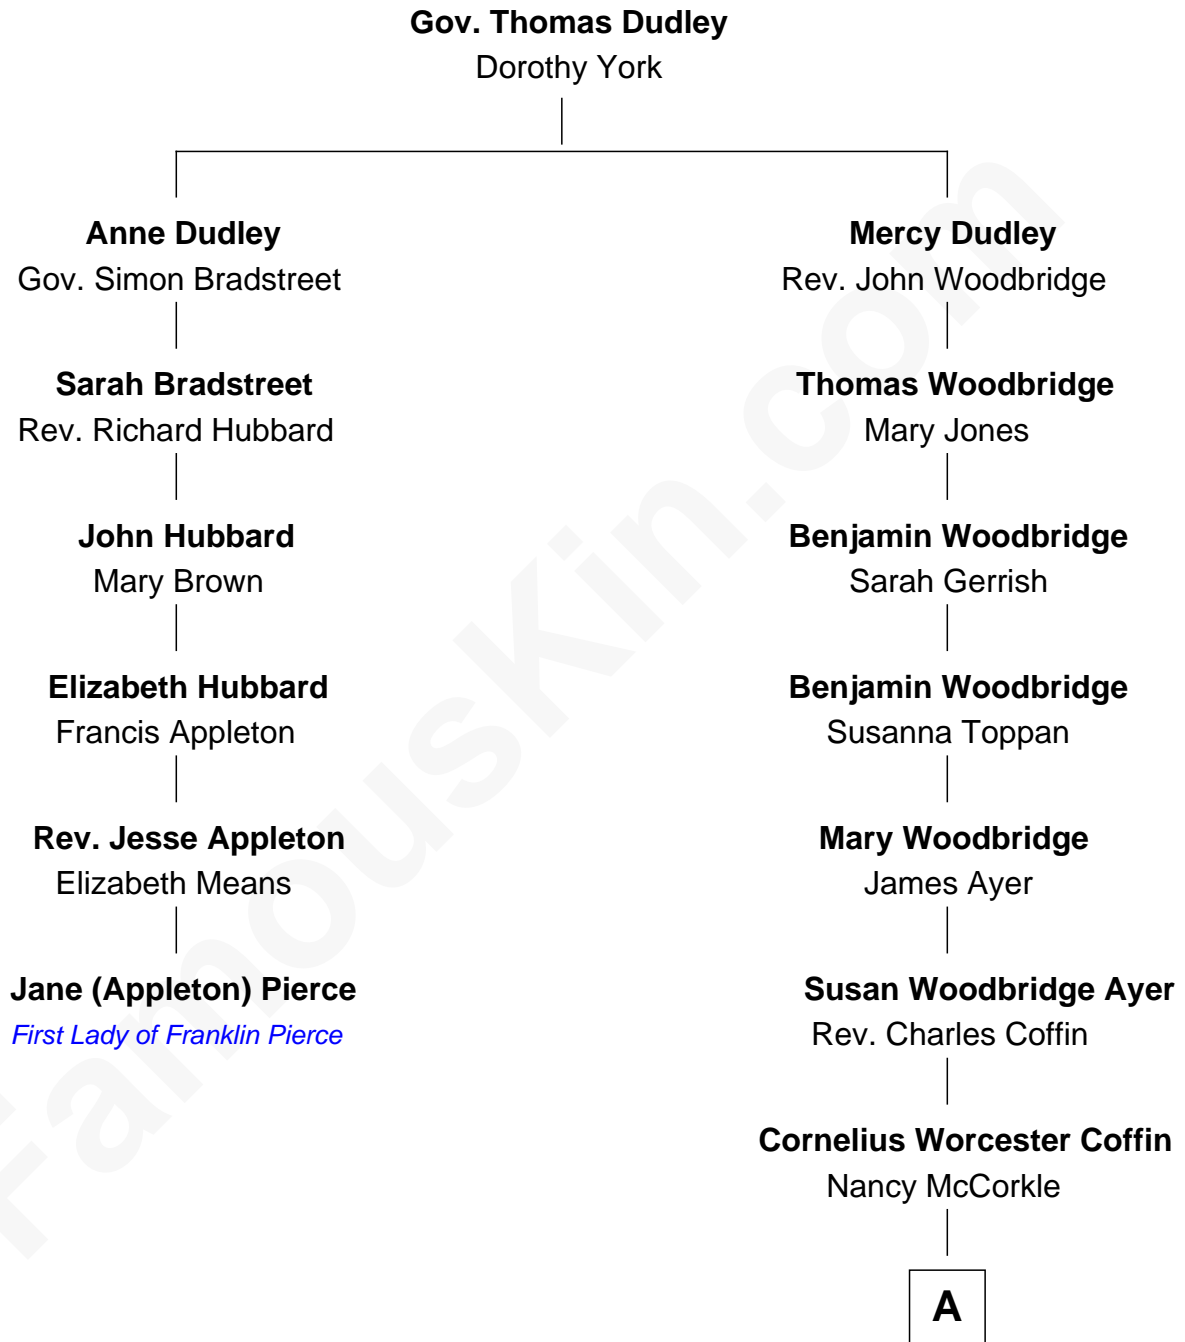 Gov. Thomas Dudley
Dorothy York
Anne Dudley
Gov. Simon Bradstreet
Sarah Bradstreet
Rev. Richard Hubbard
John Hubbard
Mary Brown
Elizabeth Hubbard
Francis Appleton
Rev. Jesse Appleton
Elizabeth Means
Jane (Appleton) Pierce
First Lady of Franklin Pierce
Mercy Dudley
Rev. John Woodbridge
Thomas Woodbridge
Mary Jones
Benjamin Woodbridge
Sarah Gerrish
Benjamin Woodbridge
Susanna Toppan
Mary Woodbridge
James Ayer
Susan Woodbridge Ayer
Rev. Charles Coffin
Cornelius Worcester Coffin
Nancy McCorkle
A
FamousKin.com